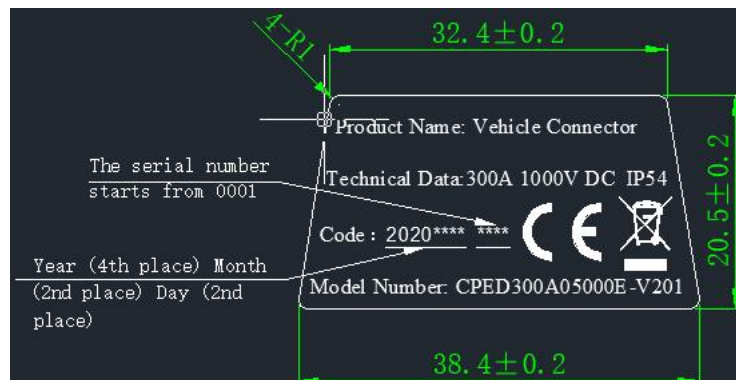 4-R1
32.4±0.2
Product Name: Vehicle Connector
The serial number
starts from 0001
Technical Data:300A 1000V DC IP54
20.5±0.2
Code : 2020**** **** CE
Year (4th place) Month
(2nd place) Day (2nd
place)
Model Number: CPED300A05000E-V201
38.4±0.2